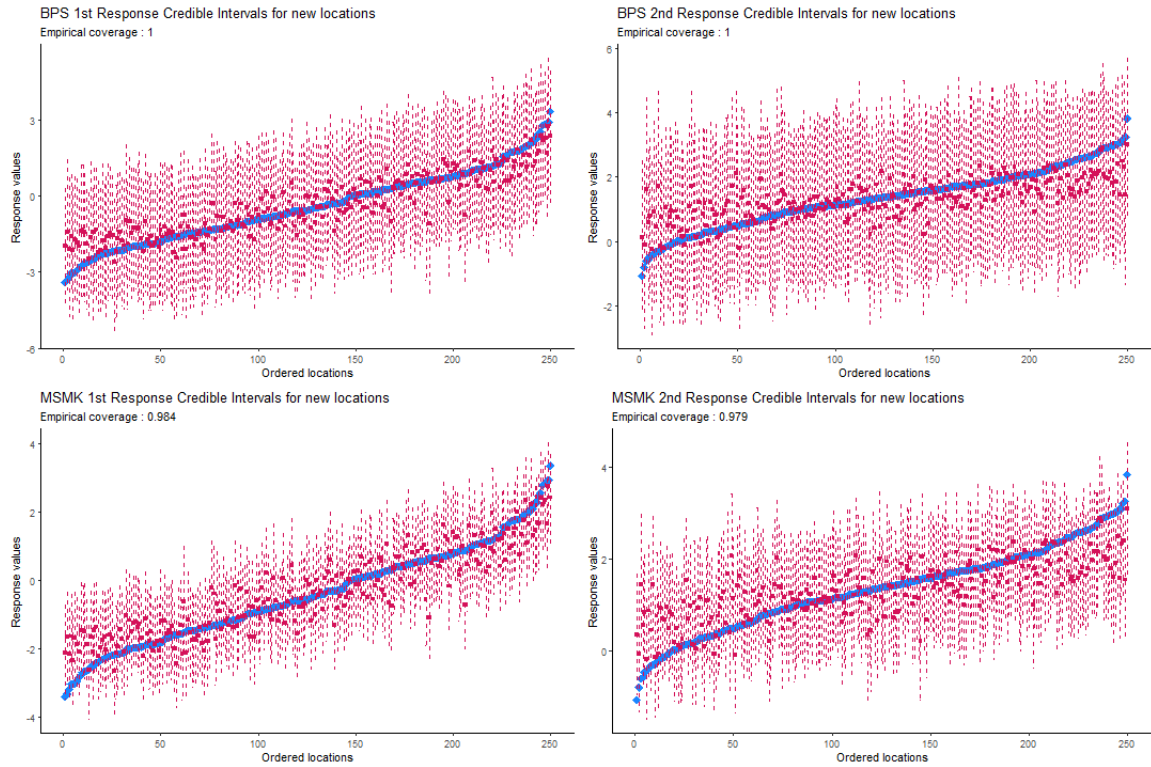 BPS 1st Response Credible Intervals for new locations
Empirical coverage : 1
3
0
-3
-6
Response values
0 50 100 150 200 250
Ordered locations
BPS 2nd Response Credible Intervals for new locations
Empirical coverage : 1
6
4
2
0
-2
Response values
0 50 100 150 200 250
Ordered locations
MSMK 1st Response Credible Intervals for new locations
Empirical coverage : 0.984
4
2
0
-2
-4
Response values
0 50 100 150 200 250
Ordered locations
MSMK 2nd Response Credible Intervals for new locations
Empirical coverage : 0.979
4
2
0
Response values
0 50 100 150 200 250
Ordered locations